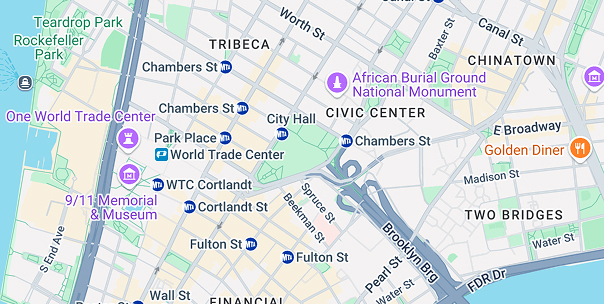 Teardrop Park
Rockefeller
Park
Worth St
Canal St
Canal St
TRIBECA
Baxter St
CHINATOWN
Chambers St
African Burial Ground
National Monument
Chambers St
City Hall
CIVIC CENTER
One World Trade Center
Park Place
Chambers St
E Broadway
World Trade Center
Golden Diner
WTC Cortlandt
Madison St
9/11 Memorial
& Museum
Cortlandt St
Spruce St
Beekman St
TWO BRIDGES
S End Ave
Fulton St
Fulton St
Brooklyn Brg
Water St
Pearl St
FDR Dr
Wall St
FINANCIAL
Water St